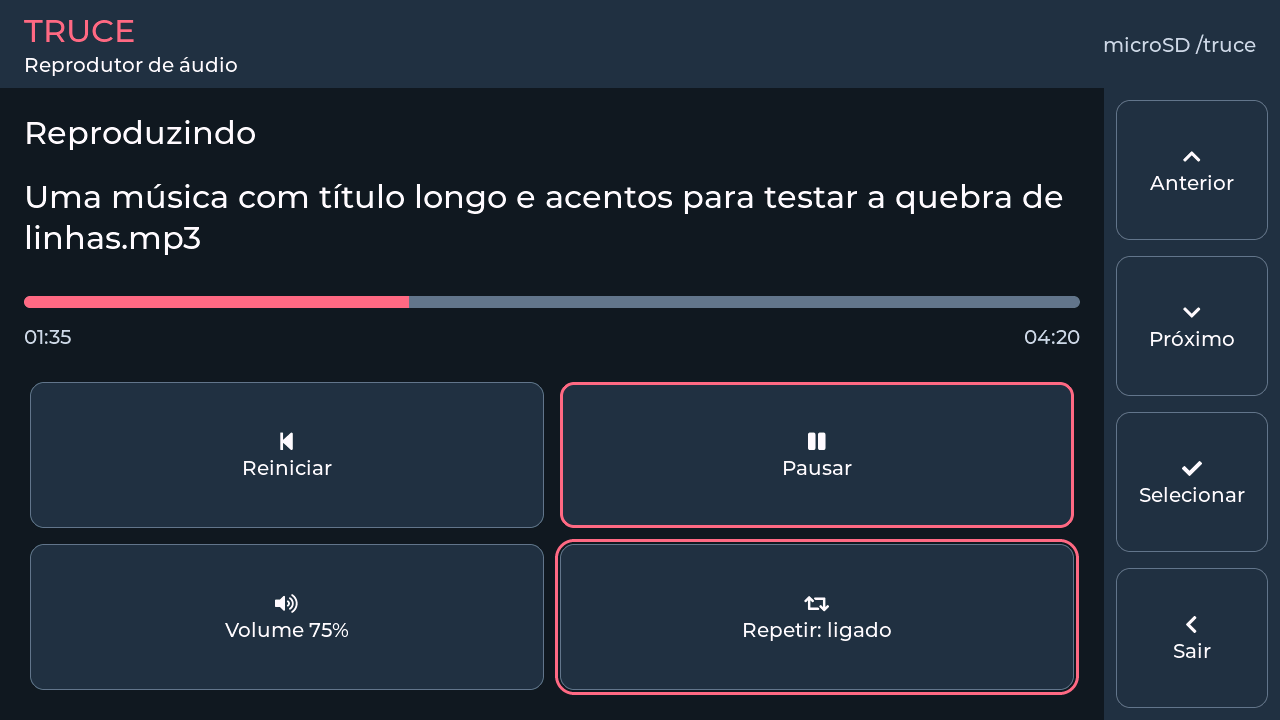 TRUCE
Reprodutor de áudio
microSD /truce
Reproduzindo
Uma música com título longo e acentos para testar a quebra de
linhas.mp3
01:35
04:20
Reiniciar
Pausar
Volume 75%
Repetir: ligado
Anterior
Próximo
Selecionar
Sair